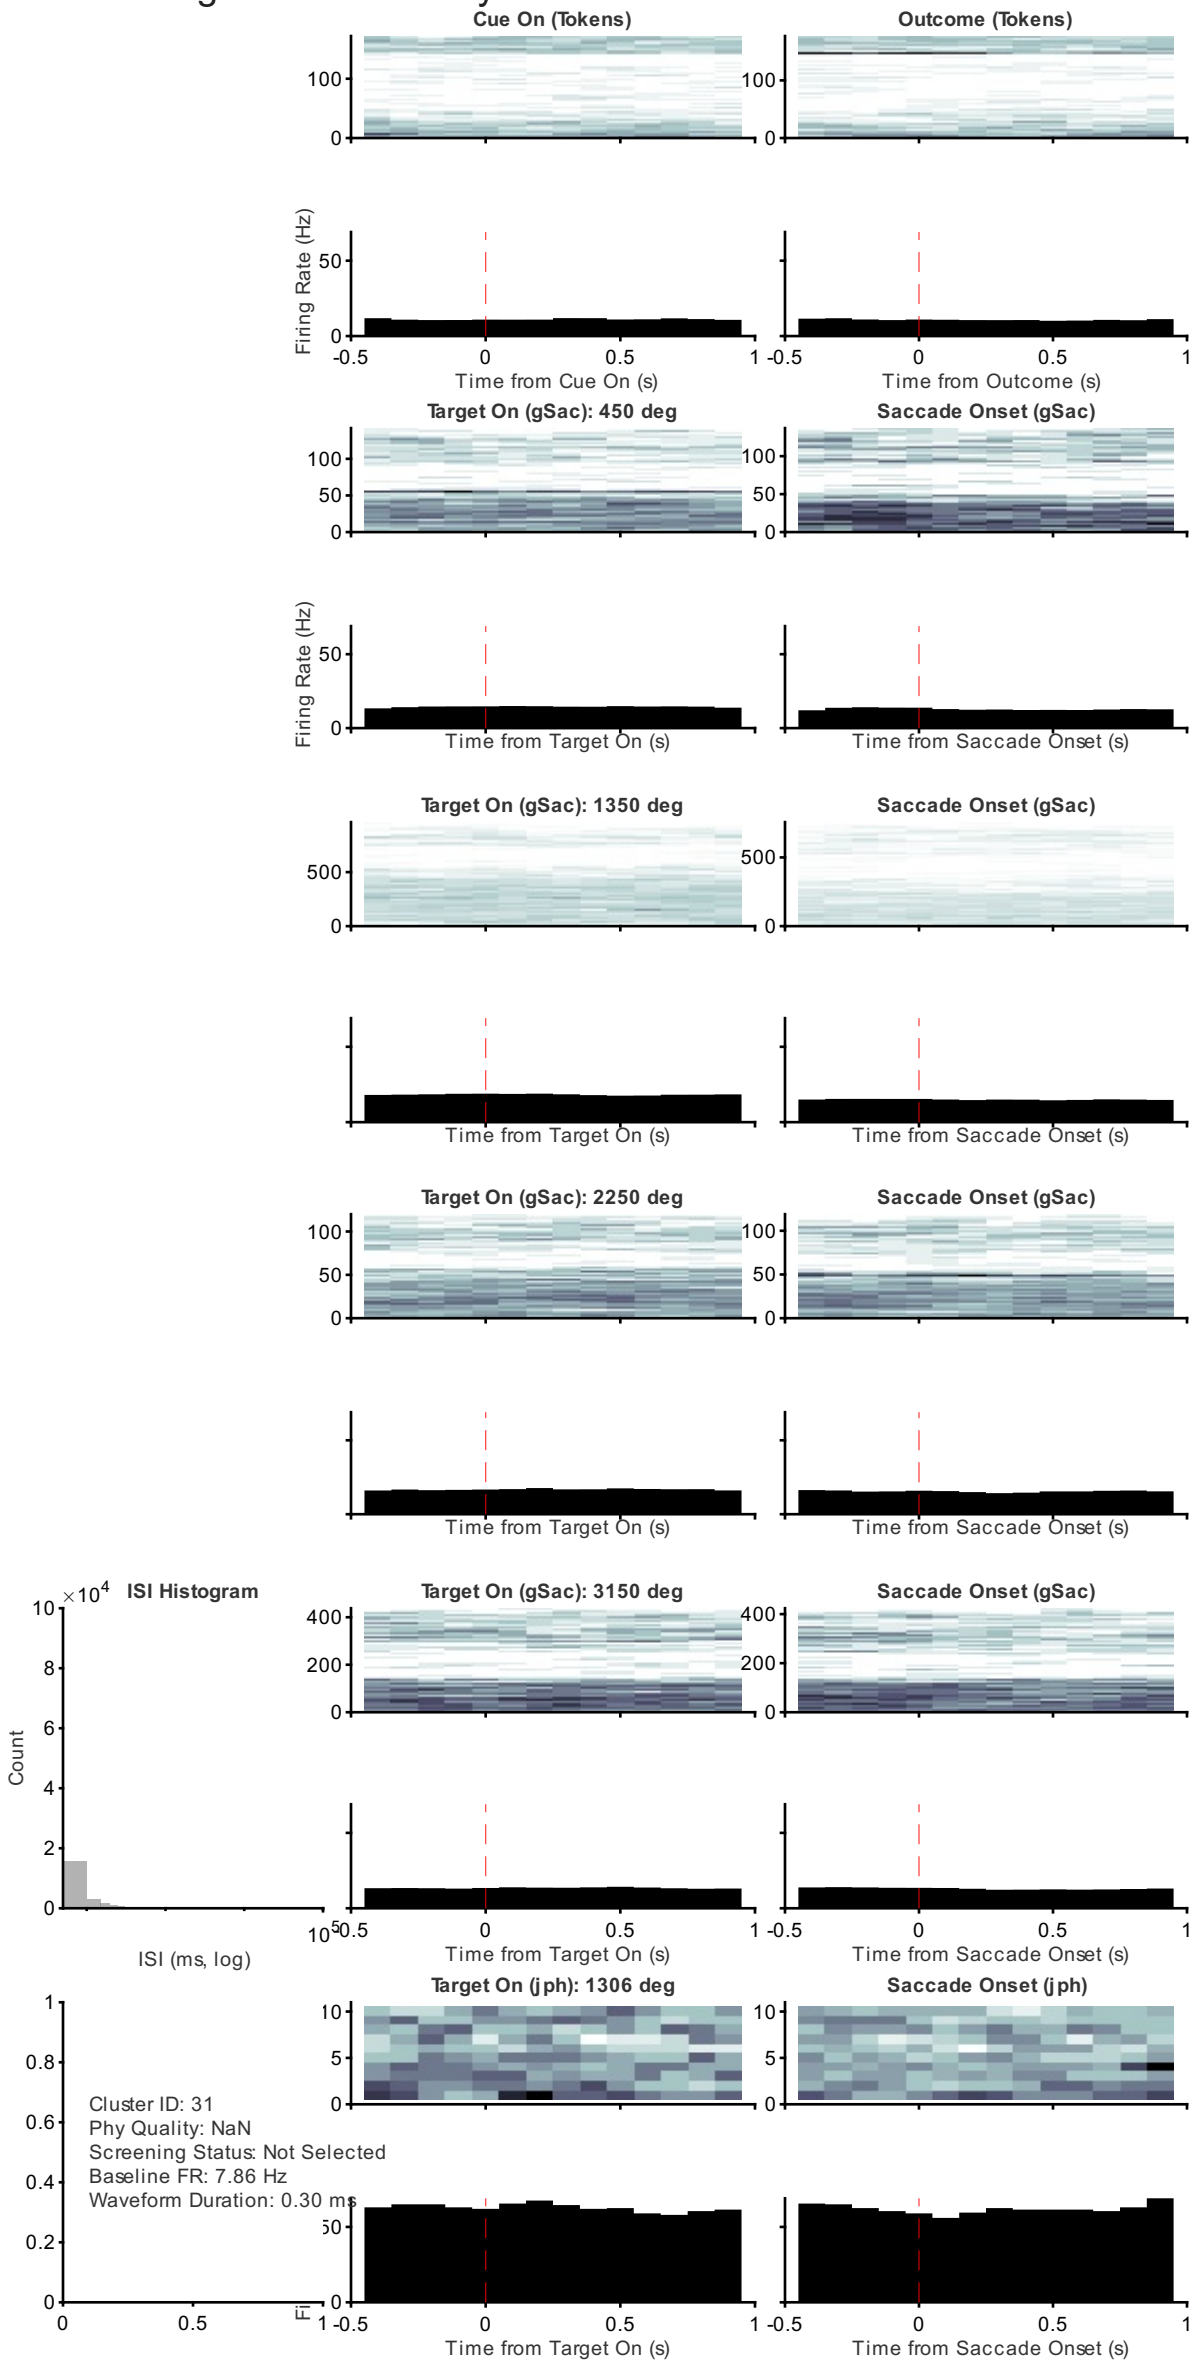 Cue On (Tokens)
Outcome (Tokens)
100
0
100
0
Firing Rate (Hz)
50
0
-0.5
0
0.5
1
-0.5
0
0.5
1
Time from Cue On (s)
Time from Outcome (s)
Target On (gSac): 450 deg
Saccade Onset (gSac)
100
50
0
100
50
0
Firing Rate (Hz)
50
0
Time from Target On (s)
Time from Saccade Onset (s)
Target On (gSac): 1350 deg
Saccade Onset (gSac)
500
0
500
0
Time from Target On (s)
Time from Saccade Onset (s)
Target On (gSac): 2250 deg
Saccade Onset (gSac)
100
50
0
100
50
0
Time from Target On (s)
Time from Saccade Onset (s)
ISI Histogram
×10⁴
10
8
6
4
2
0
Count
10⁵
ISI (ms, log)
Target On (gSac): 3150 deg
Saccade Onset (gSac)
400
200
0
400
200
0
-0.5
0
0.5
1
0
0.5
1
Time from Target On (s)
Time from Saccade Onset (s)
Target On (jph): 1306 deg
Saccade Onset (jph)
10
5
0
10
5
0
1
0.8
0.6
0.4
0.2
0
0
0.5
1
Cluster ID: 31
Phy Quality: NaN
Screening Status: Not Selected
Baseline FR: 7.86 Hz
Waveform Duration: 0.30 ms
50
0
Fi
-0.5
0
0.5
1
-0.5
0
0.5
1
Time from Target On (s)
Time from Saccade Onset (s)